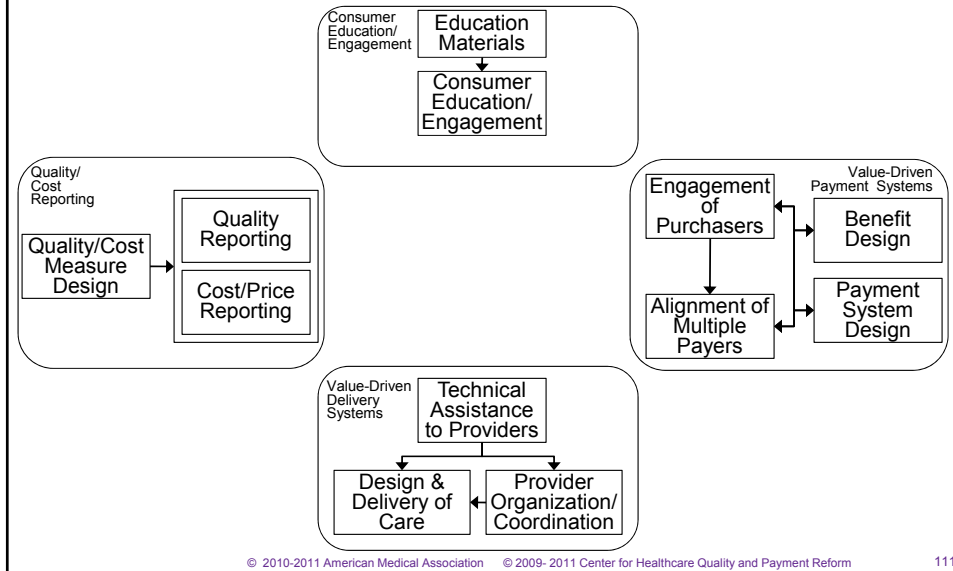 Consumer
Education/
Engagement
Education
Materials
Consumer
Education/
Engagement
Quality/
Cost
Reporting
Quality/Cost
Measure
Design
Quality
Reporting
Cost/Price
Reporting
Value-Driven
Payment Systems
Engagement
of
Purchasers
Benefit
Design
Alignment of
Multiple
Payers
Payment
System
Design
Value-Driven
Delivery
Systems
Technical
Assistance
to Providers
Design &
Delivery of
Care
Provider
Organization/
Coordination
© 2010-2011 American Medical Association © 2009- 2011 Center for Healthcare Quality and Payment Reform 111